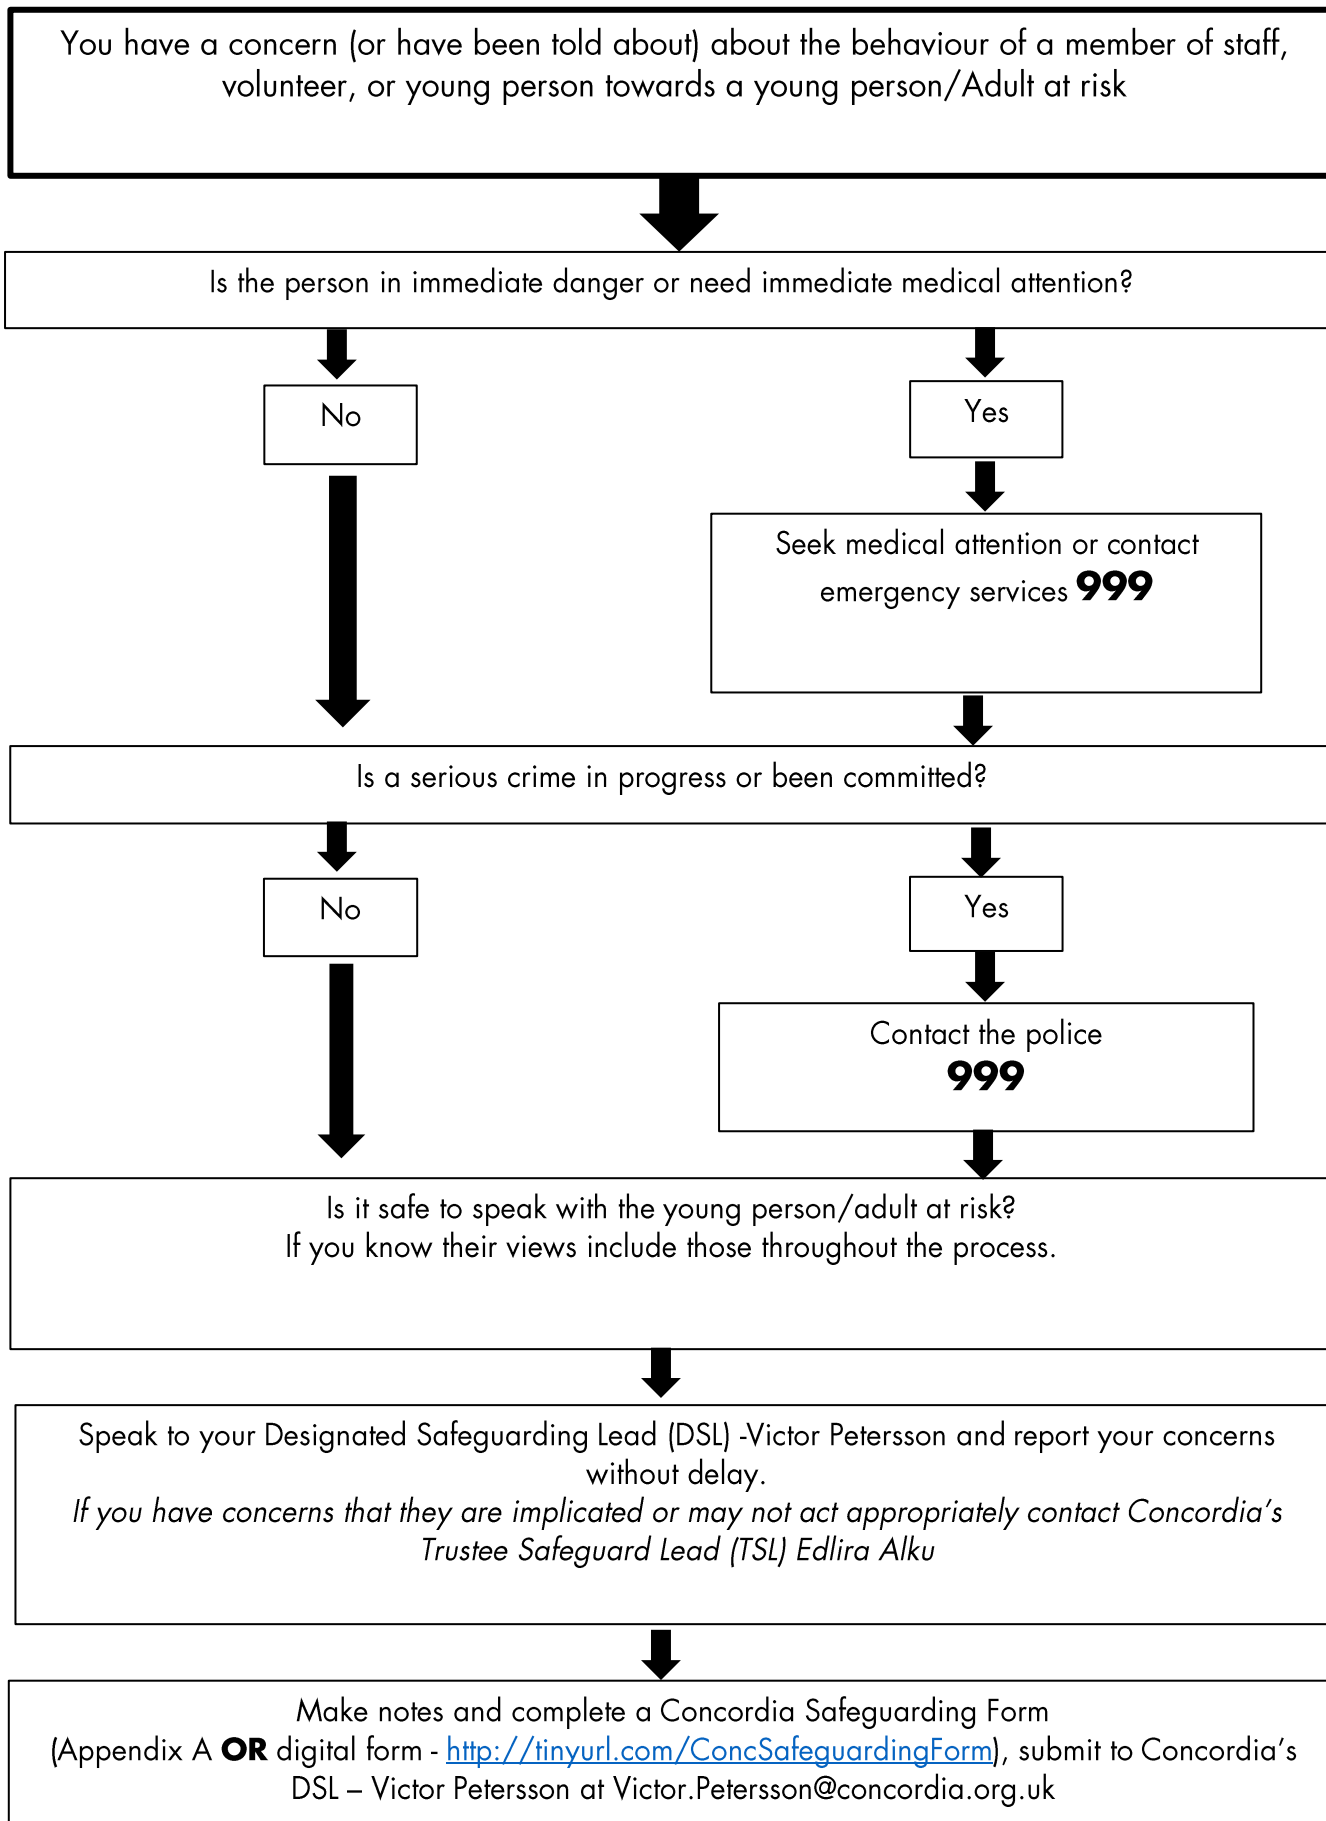 You have a concern (or have been told about) about the behaviour of a member of staff,
volunteer, or young person towards a young person/Adult at risk
Is the person in immediate danger or need immediate medical attention?
No
Yes
Seek medical attention or contact
emergency services 999
Is a serious crime in progress or been committed?
No
Yes
Contact the police
999
Is it safe to speak with the young person/adult at risk?
If you know their views include those throughout the process.
Speak to your Designated Safeguarding Lead (DSL) -Victor Petersson and report your concerns
without delay.
If you have concerns that they are implicated or may not act appropriately contact Concordia's
Trustee Safeguard Lead (TSL) Edlira Alku
Make notes and complete a Concordia Safeguarding Form
(Appendix A OR digital form - http://tinyurl.com/ConcSafeguardingForm), submit to Concordia's
DSL – Victor Petersson at Victor.Petersson@concordia.org.uk